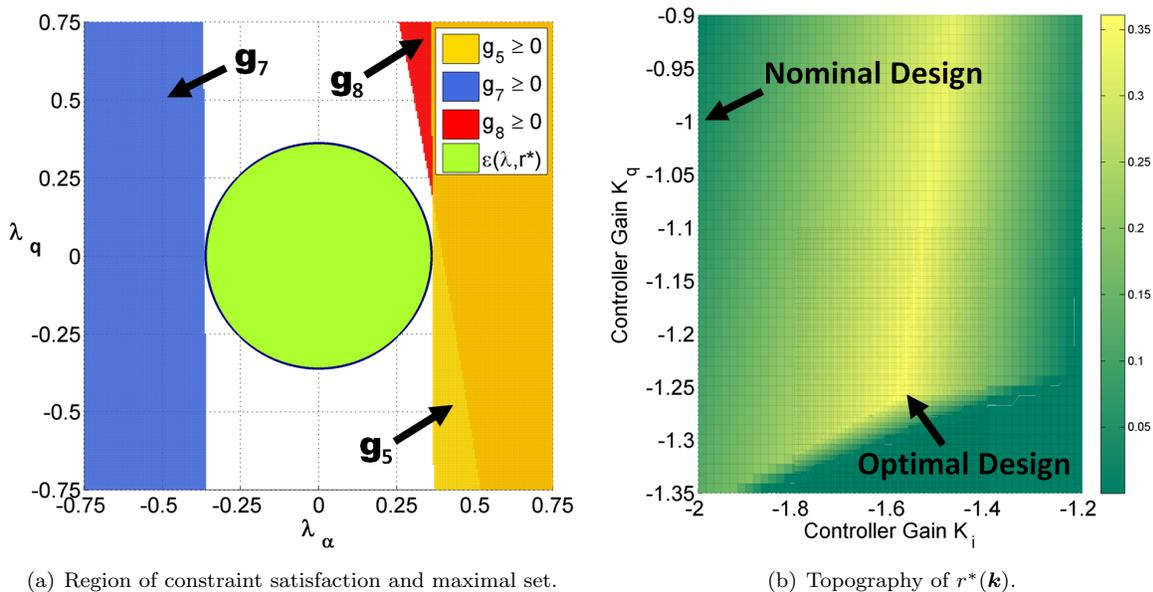 0.75
0.5
0.25
0
-0.25
-0.5
-0.75
λ q
-0.75 -0.5 -0.25 0 0.25 0.5 0.75
λ α
g7
g8
g5
g5 ≥ 0
g7 ≥ 0
g8 ≥ 0
ε(λ,r*)
(a) Region of constraint satisfaction and maximal set.
-0.9
-0.95
-1
-1.05
-1.1
-1.15
-1.2
-1.25
-1.3
-1.35
Controller Gain Kq
-2 -1.8 -1.6 -1.4 -1.2
Controller Gain Ki
Nominal Design
Optimal Design
0.35
0.3
0.25
0.2
0.15
0.1
0.05
(b) Topography of r*(k).